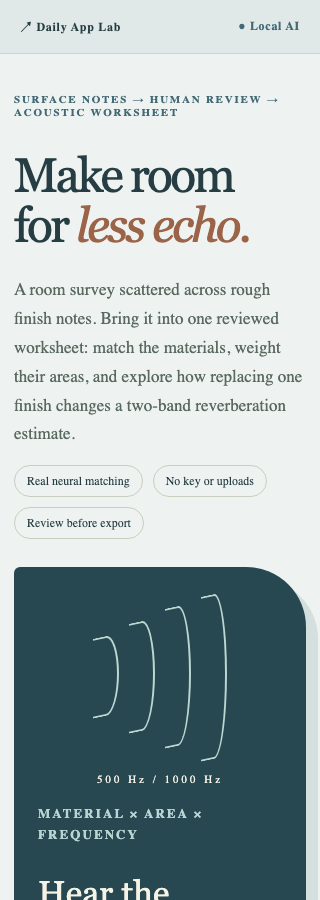 ↗ Daily App Lab
● Local AI
SURFACE NOTES → HUMAN REVIEW →
ACOUSTIC WORKSHEET
Make room
for less echo.
A room survey scattered across rough
finish notes. Bring it into one reviewed
worksheet: match the materials, weight
their areas, and explore how replacing one
finish changes a two-band reverberation
estimate.
Real neural matching
No key or uploads
Review before export
500 Hz / 1000 Hz
MATERIAL × AREA ×
FREQUENCY
Hear the